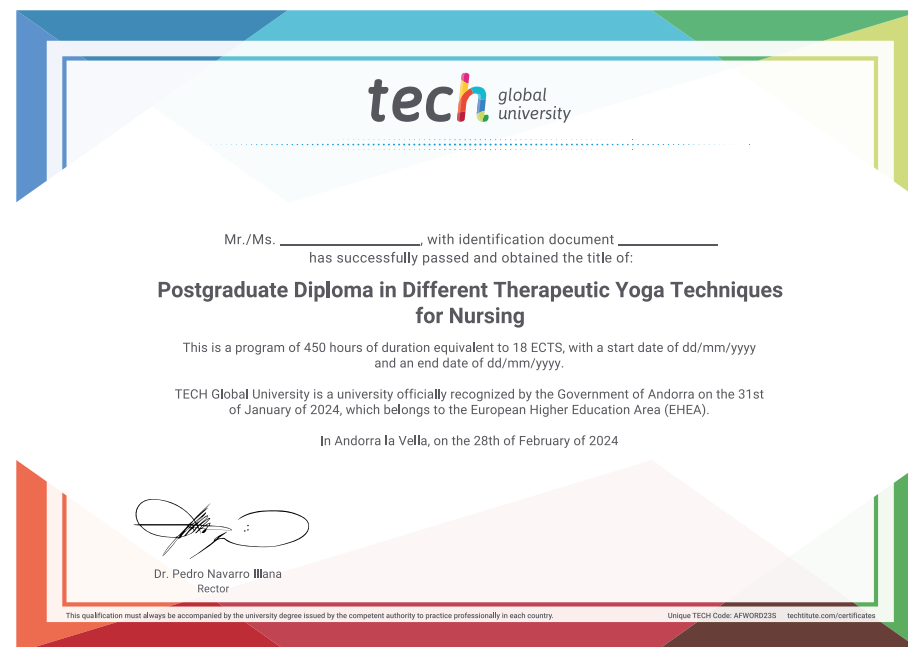 tech global university
Mr./Ms. ____________, with identification document ____________
has successfully passed and obtained the title of:
Postgraduate Diploma in Different Therapeutic Yoga Techniques
for Nursing
This is a program of 450 hours of duration equivalent to 18 ECTS, with a start date of dd/mm/yyyy
and an end date of dd/mm/yyyy.
TECH Global University is a university officially recognized by the Government of Andorra on the 31st
of January of 2024, which belongs to the European Higher Education Area (EHEA).
In Andorra la Vella, on the 28th of February of 2024
Dr. Pedro Navarro Illana
Rector
This qualification must always be accompanied by the university degree issued by the competent authority to practice professionally in each country.
Unique TECH Code: AFWORD23S techtitute.com/certificates